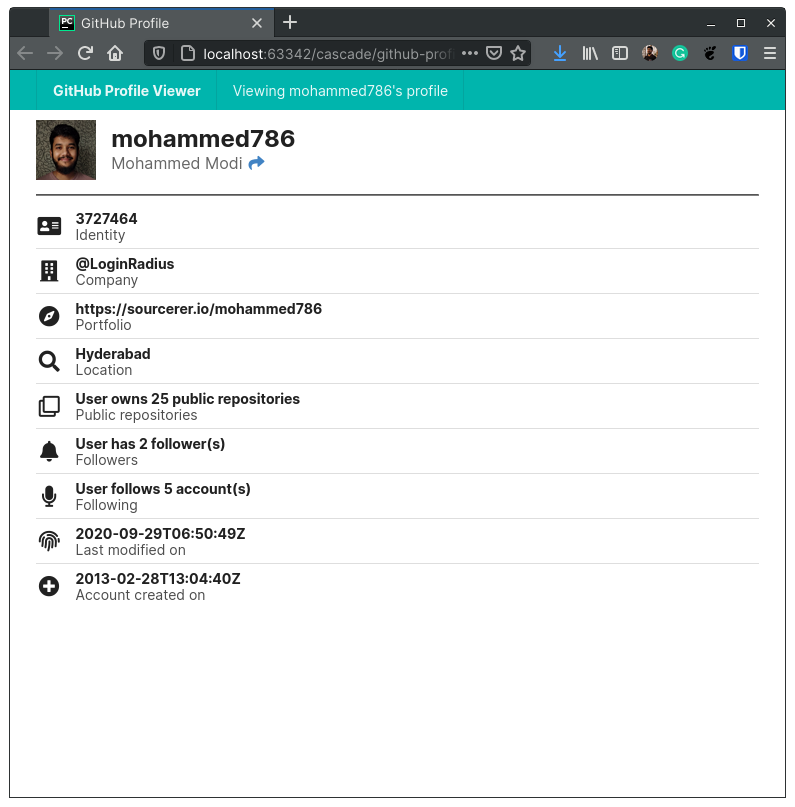 PC GitHub Profile
localhost:63342/cascade/github-prof
GitHub Profile Viewer Viewing mohammed786's profile
mohammed786
Mohammed Modi
3727464
Identity
@LoginRadius
Company
https://sourcerer.io/mohammed786
Portfolio
Hyderabad
Location
User owns 25 public repositories
Public repositories
User has 2 follower(s)
Followers
User follows 5 account(s)
Following
2020-09-29T06:50:49Z
Last modified on
2013-02-28T13:04:40Z
Account created on